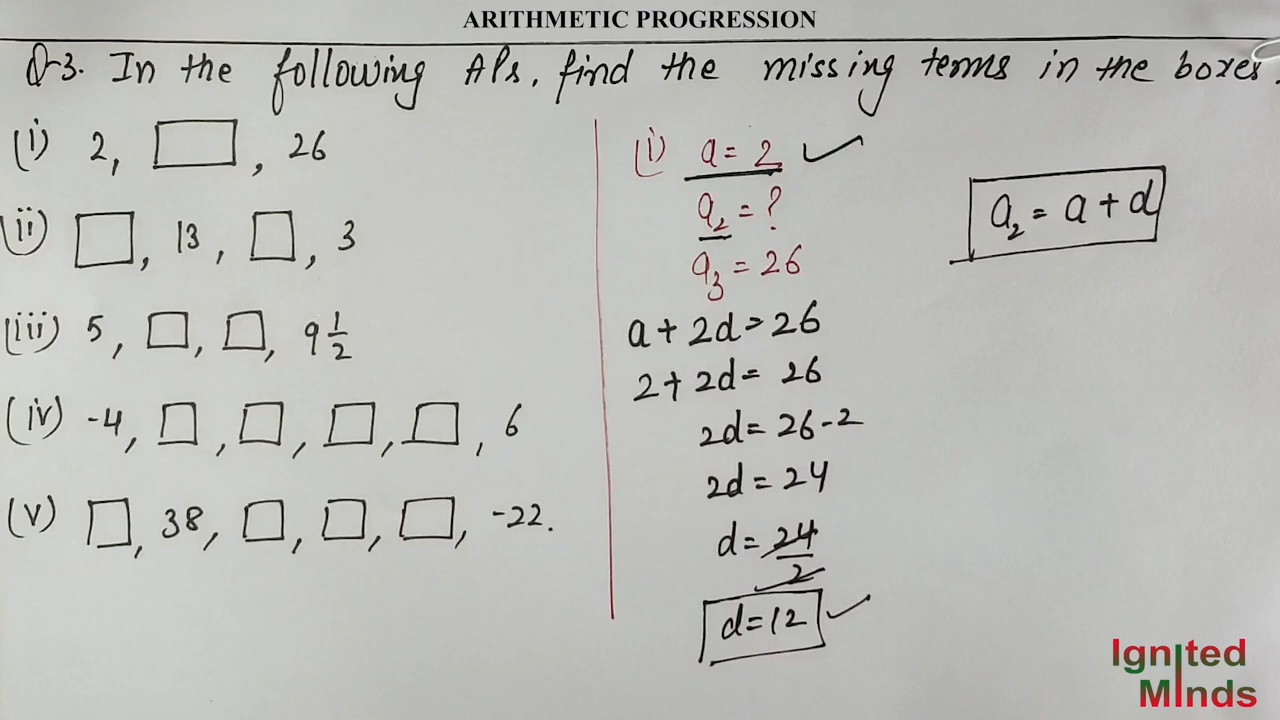 ARITHMETIC PROGRESSION
Q-3. In the following APs, find the missing terms in the boxes.
(i) 2, , 26
(ii) , 13, , 3
(iii) 5, , , 9 1/2
(iv) -4, , , , , 6
(v) , 38, , , , -22.
(i) a = 2
a₂ = ?
a₃ = 26
a + 2d = 26
2 + 2d = 26
2d = 26-2
2d = 24
d = 24/2
d = 12
a₂ = a + d
Ignited
Minds